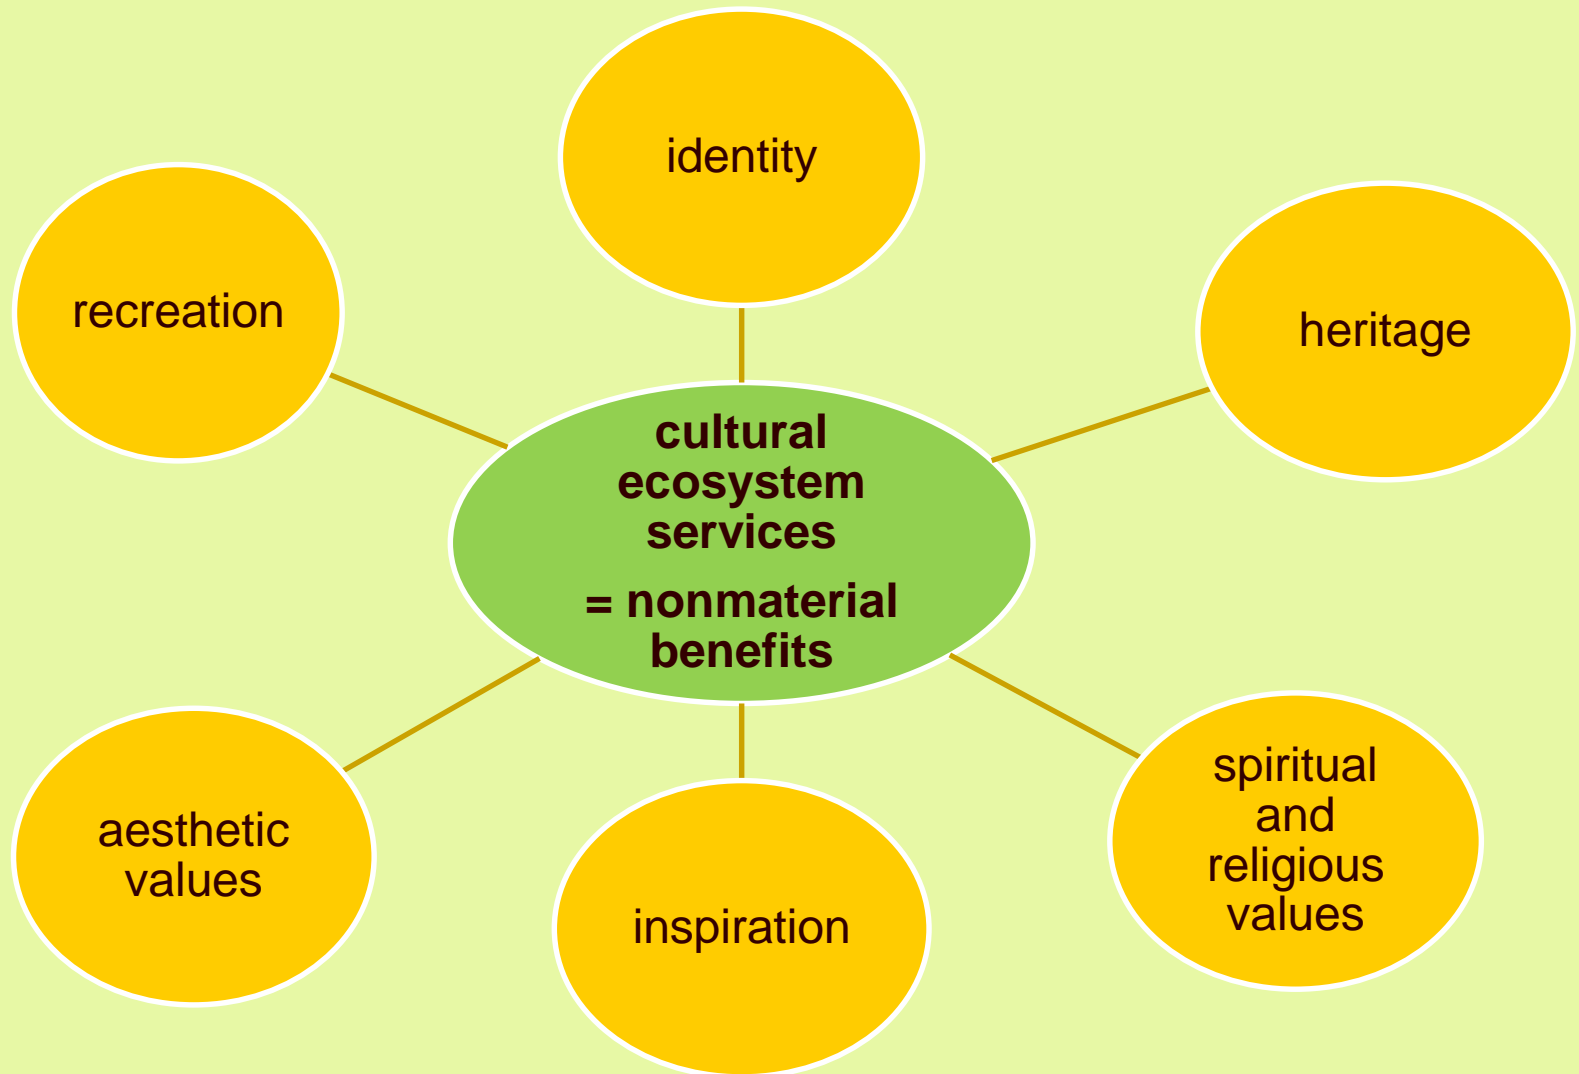 identity
recreation
heritage
cultural
ecosystem
services
= nonmaterial
benefits
aesthetic
values
inspiration
spiritual
and
religious
values